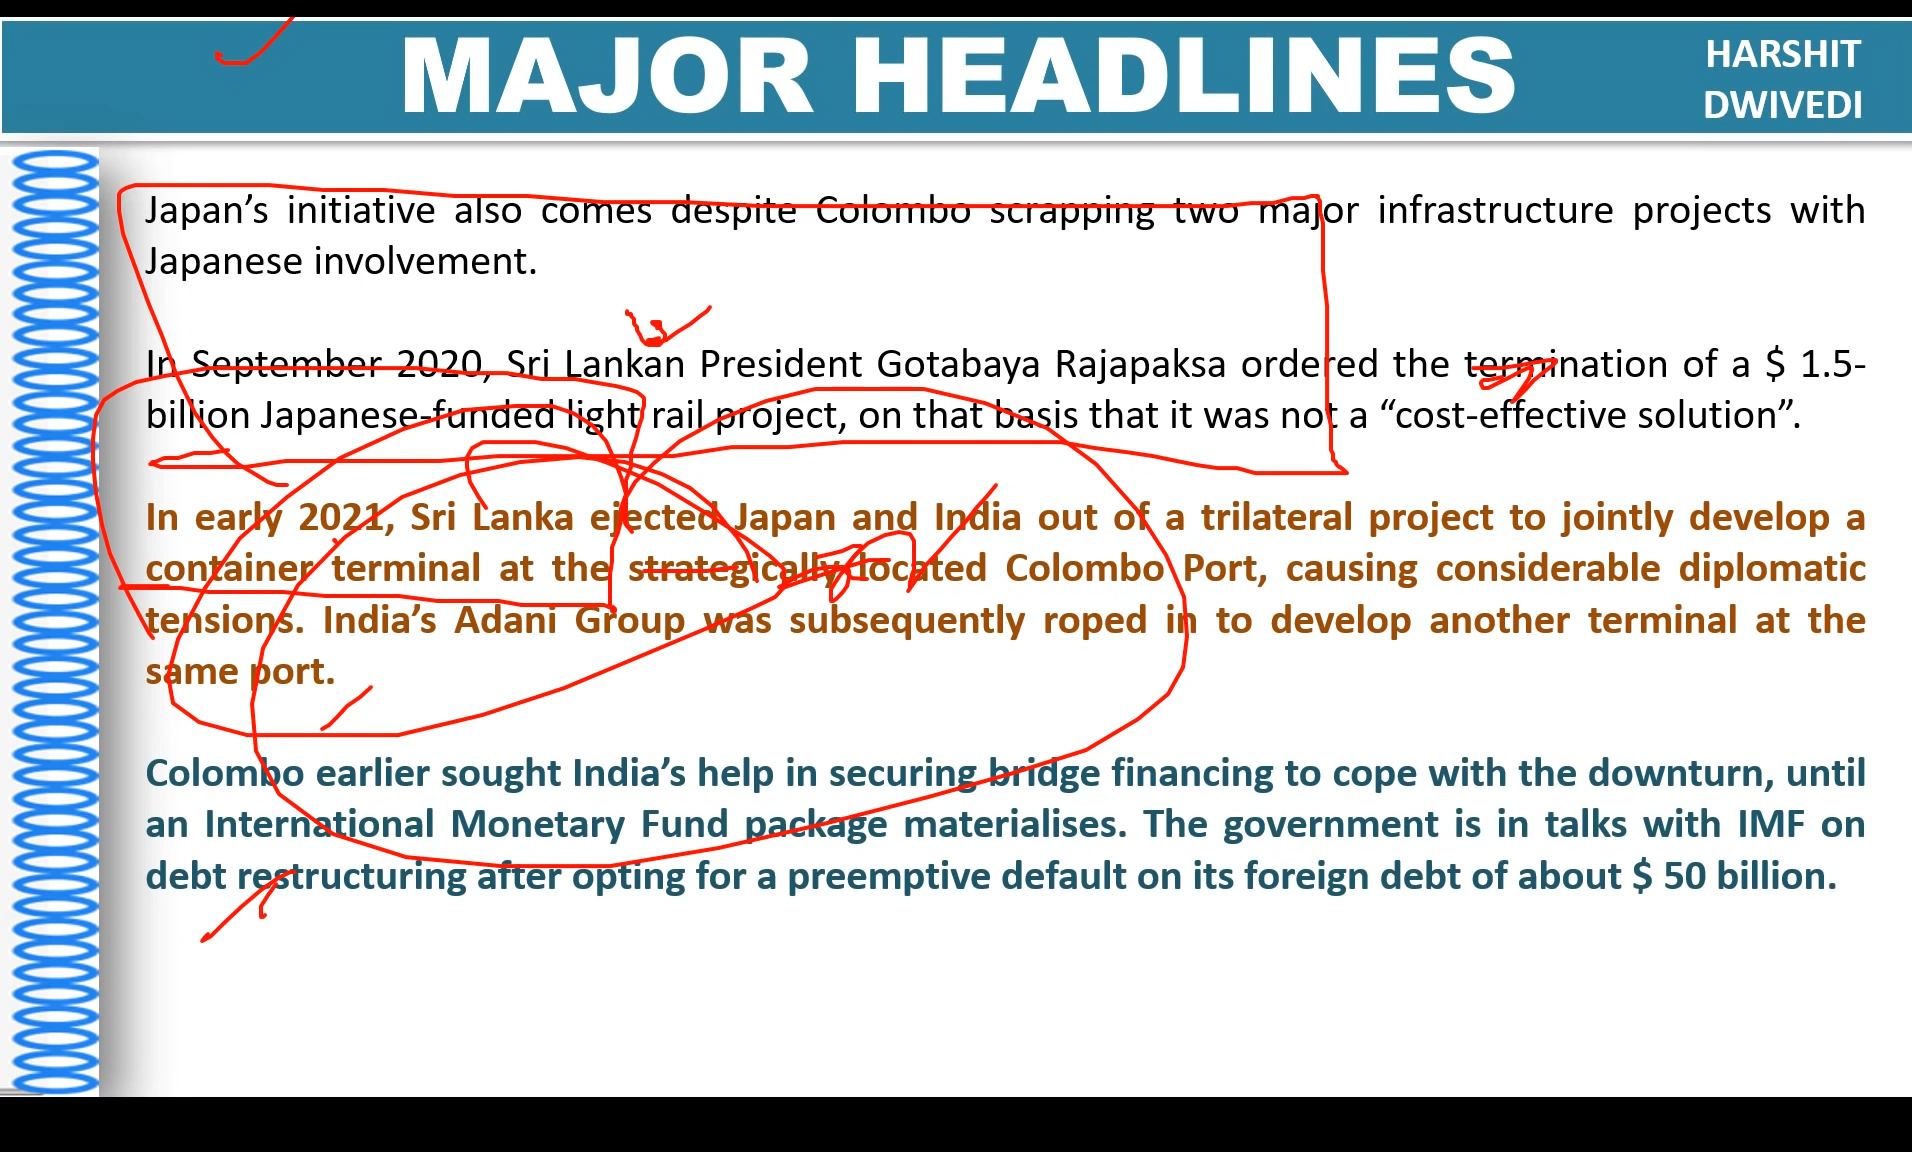 MAJOR HEADLINES
HARSHIT
DWIVEDI
Japan’s initiative also comes despite Colombo scrapping two major infrastructure projects with
Japanese involvement.
In September 2020, Sri Lankan President Gotabaya Rajapaksa ordered the termination of a $ 1.5-
billion Japanese-funded light rail project, on that basis that it was not a “cost-effective solution”.
In early 2021, Sri Lanka ejected Japan and India out of a trilateral project to jointly develop a
container terminal at the strategically located Colombo Port, causing considerable diplomatic
tensions. India’s Adani Group was subsequently roped in to develop another terminal at the
same port.
Colombo earlier sought India’s help in securing bridge financing to cope with the downturn, until
an International Monetary Fund package materialises. The government is in talks with IMF on
debt restructuring after opting for a preemptive default on its foreign debt of about $ 50 billion.